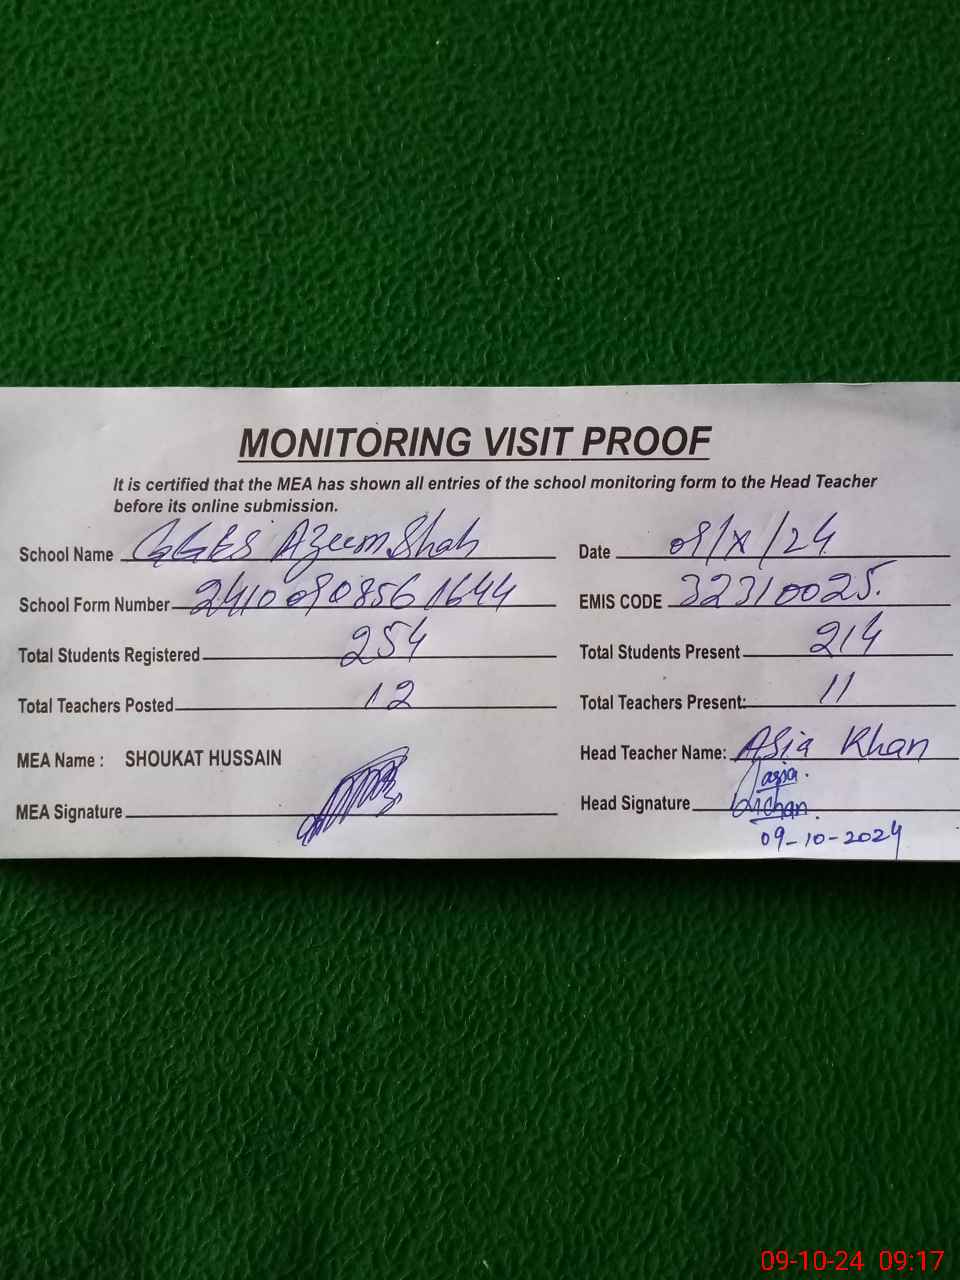 MONITORING VISIT PROOF
It is certified that the MEA has shown all entries of the school monitoring form to the Head Teacher
before its online submission.
School Name GGES Azeem Shah Date 09/X/24
School Form Number 24100908561644 EMIS CODE 32310025.
Total Students Registered 254 Total Students Present 214
Total Teachers Posted 12 Total Teachers Present: 11
MEA Name : SHOUKAT HUSSAIN Head Teacher Name: Asia Khan
MEA Signature Head Signature asia.
09-10-2024
09-10-24 09:17